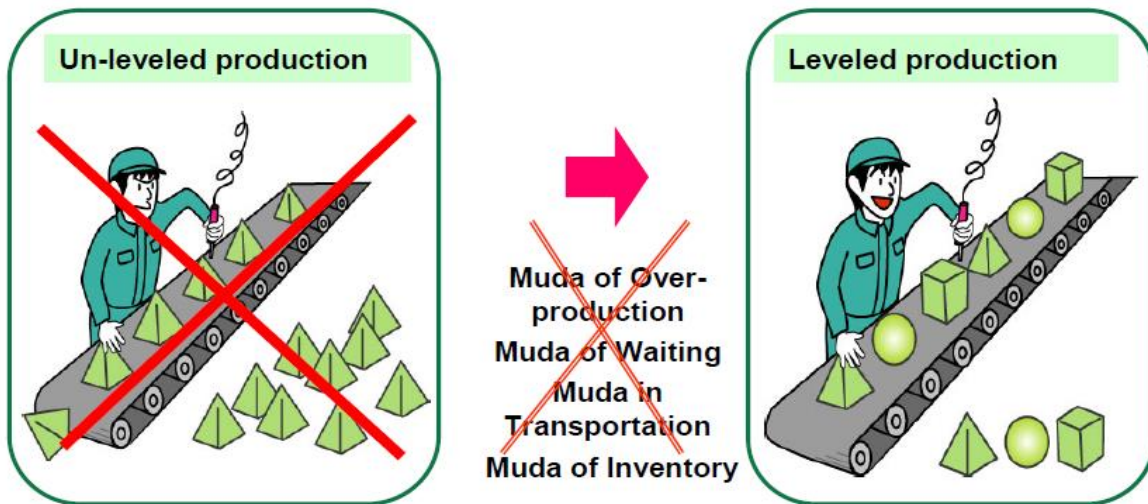 Un-leveled production
Leveled production
Muda of Over-
production
Muda of Waiting
Muda in
Transportation
Muda of Inventory